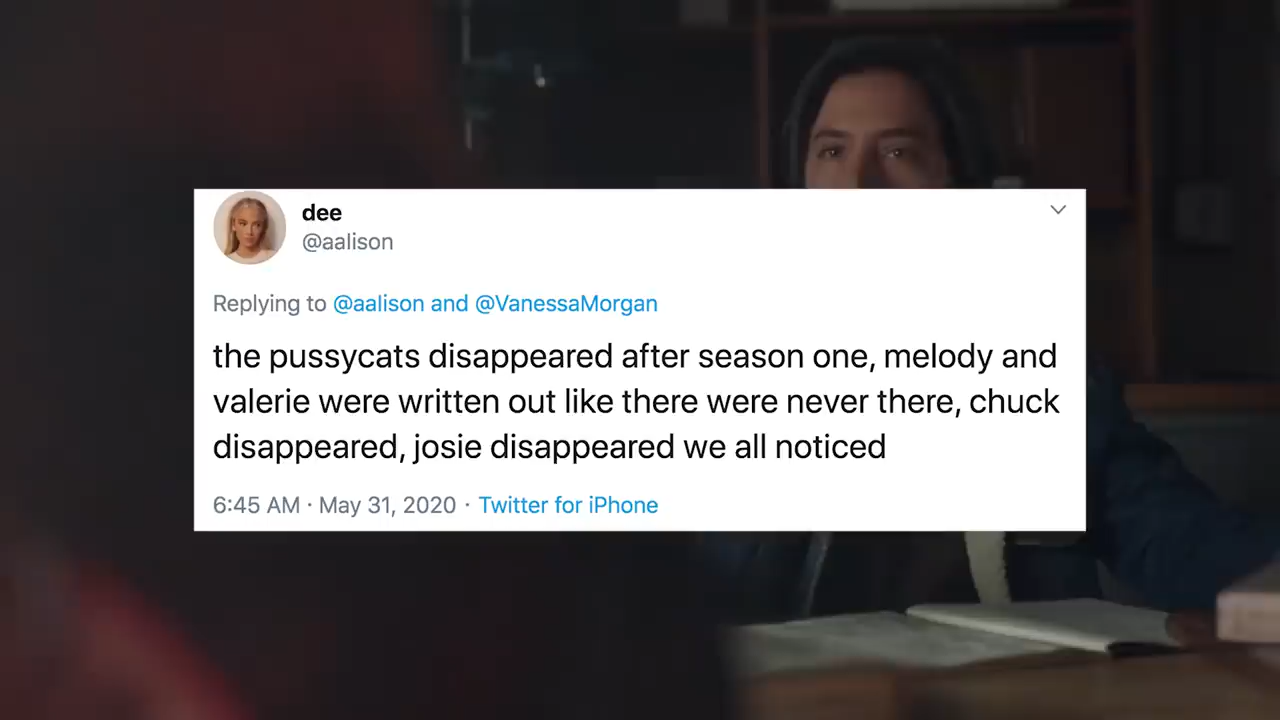 dee
@aalison
Replying to @aalison and @VanessaMorgan
the pussycats disappeared after season one, melody and
valerie were written out like there were never there, chuck
disappeared, josie disappeared we all noticed
6:45 AM · May 31, 2020 · Twitter for iPhone